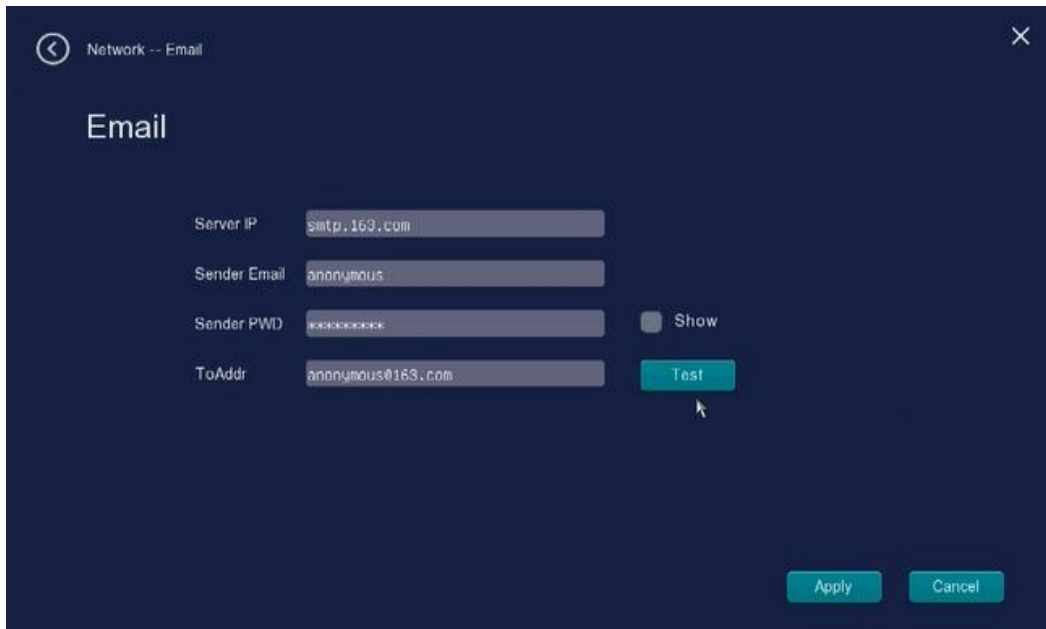 Network -- Email
Email
Server IP smtp.163.com
Sender Email anonymous
Sender PWD *********
Show
ToAddr anonymous@163.com
Test
Apply Cancel